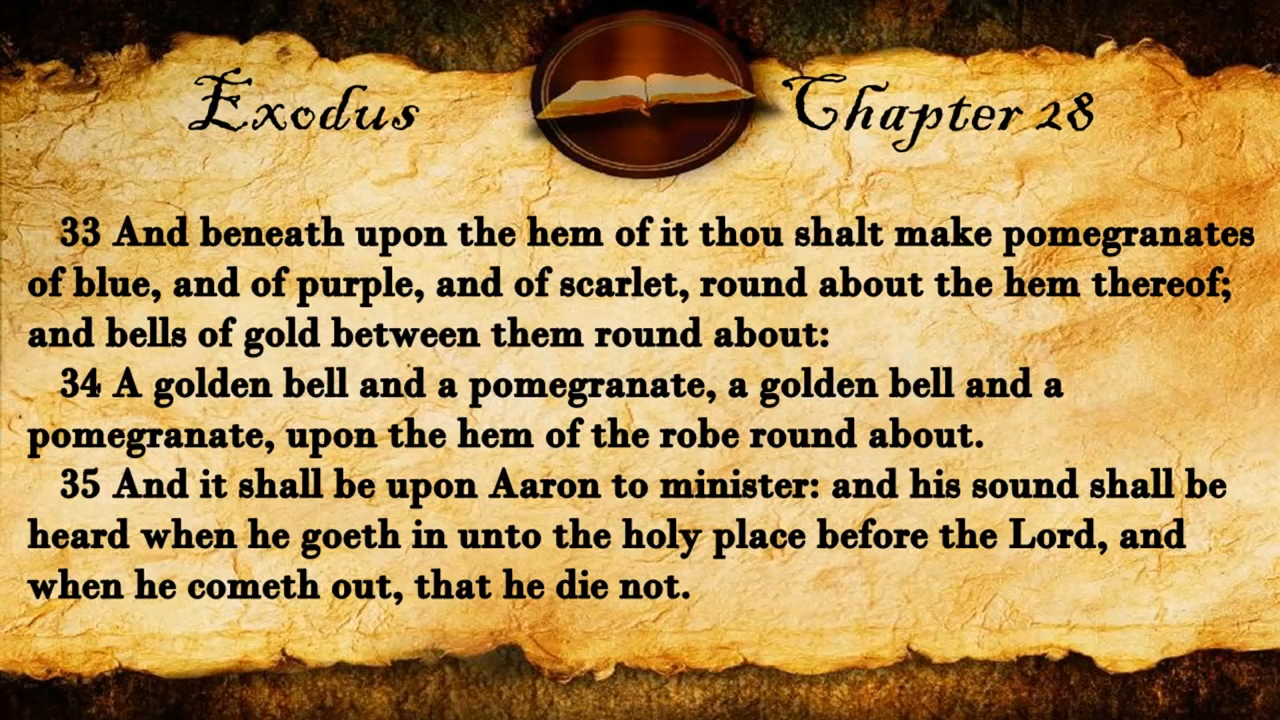 Exodus Chapter 28
33 And beneath upon the hem of it thou shalt make pomegranates
of blue, and of purple, and of scarlet, round about the hem thereof;
and bells of gold between them round about:
34 A golden bell and a pomegranate, a golden bell and a
pomegranate, upon the hem of the robe round about.
35 And it shall be upon Aaron to minister: and his sound shall be
heard when he goeth in unto the holy place before the Lord, and
when he cometh out, that he die not.